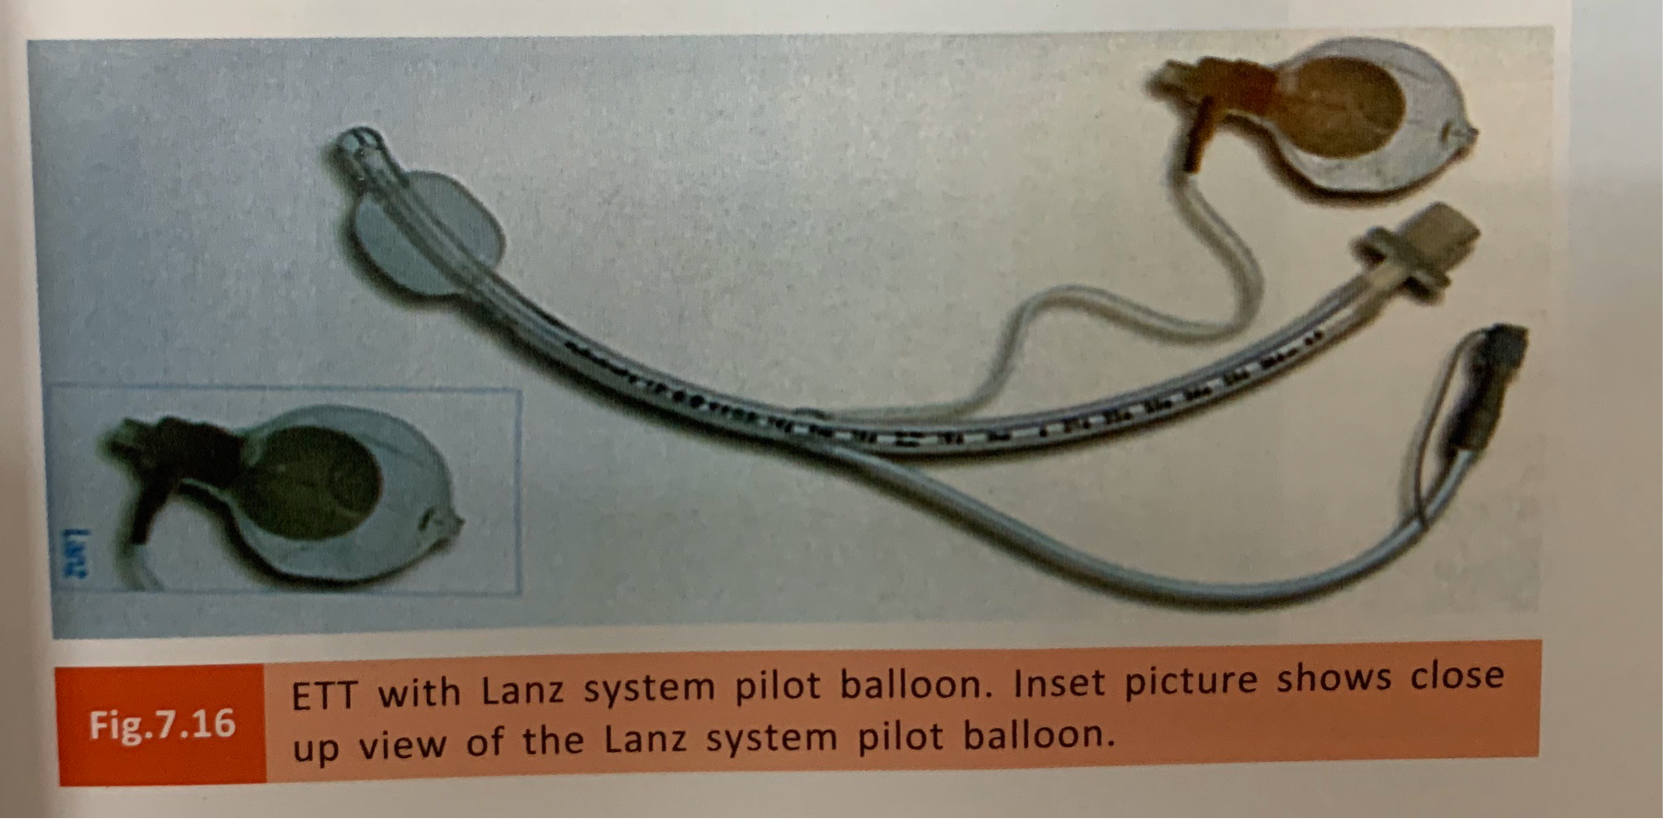 Lanz
Fig.7.16
ETT with Lanz system pilot balloon. Inset picture shows close
up view of the Lanz system pilot balloon.